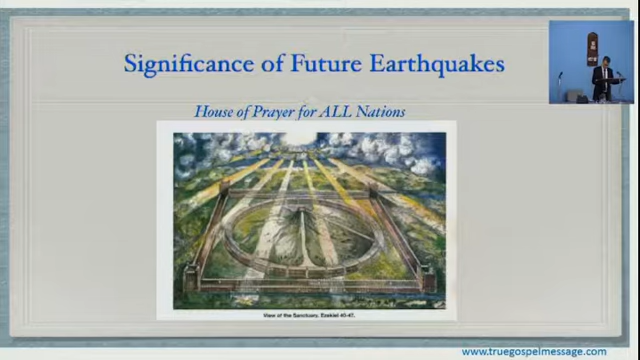 Significance of Future Earthquakes
House of Prayer for ALL Nations
View of the Sanctuary, Ezekiel 40-47.
www.truegospelmessage.com